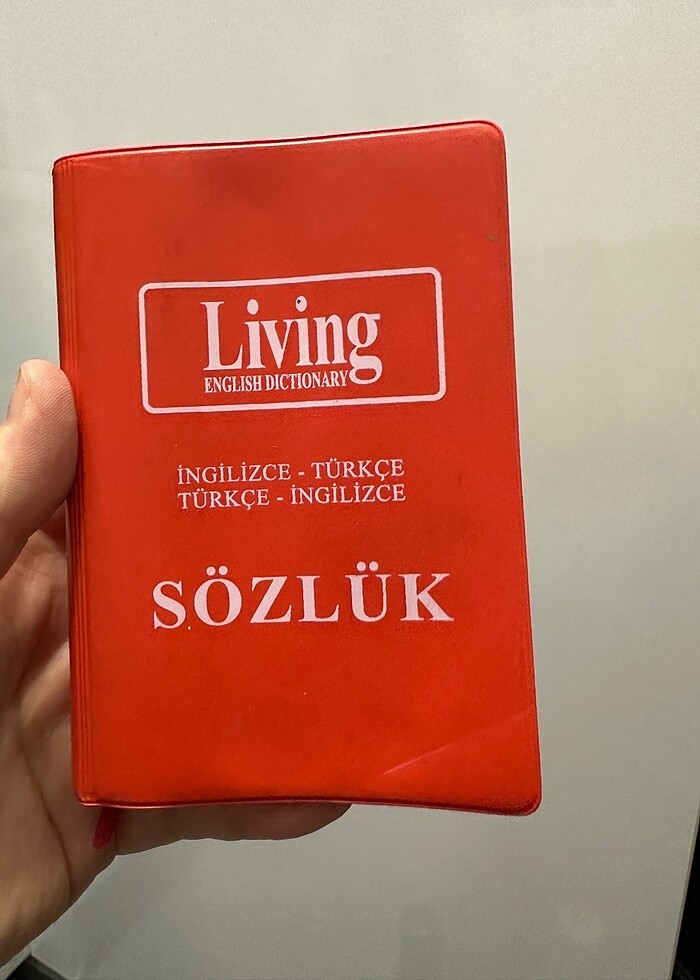 Living
ENGLISH DICTIONARY
İNGİLİZCE - TÜRKÇE
TÜRKÇE - İNGİLİZCE
SÖZLÜK